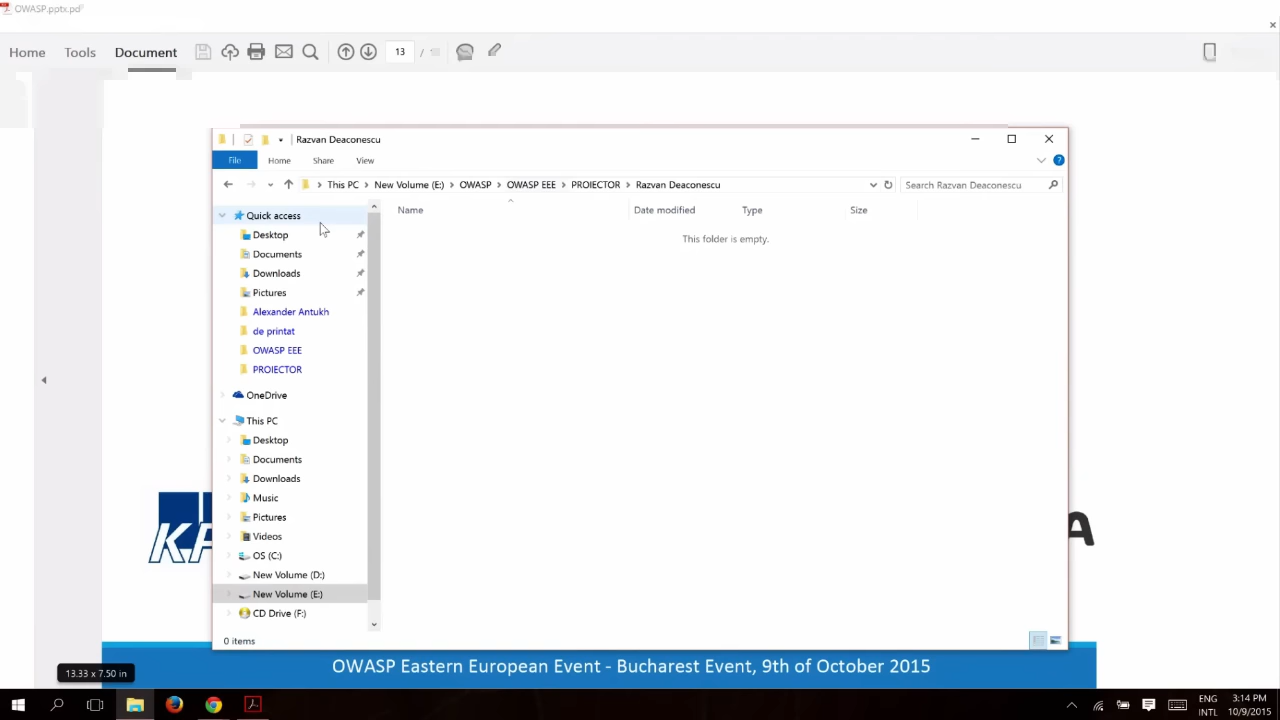 OWASP.pptx.pdf
Home Tools Document 13 /
Razvan Deaconescu
File Home Share View
This PC New Volume (E:) OWASP OWASP EEE PROIECTOR Razvan Deaconescu Search Razvan Deaconescu
Name Date modified Type Size
This folder is empty.
Quick access
Desktop
Documents
Downloads
Pictures
Alexander Antukh
de printat
OWASP EEE
PROIECTOR
OneDrive
This PC
Desktop
Documents
Downloads
Music
Pictures
Videos
OS (C:)
New Volume (D:)
New Volume (E:)
CD Drive (F:)
0 items
OWASP Eastern European Event - Bucharest Event, 9th of October 2015
13.33 x 7.50 in
ENG 3:14 PM
INTL 10/9/2015